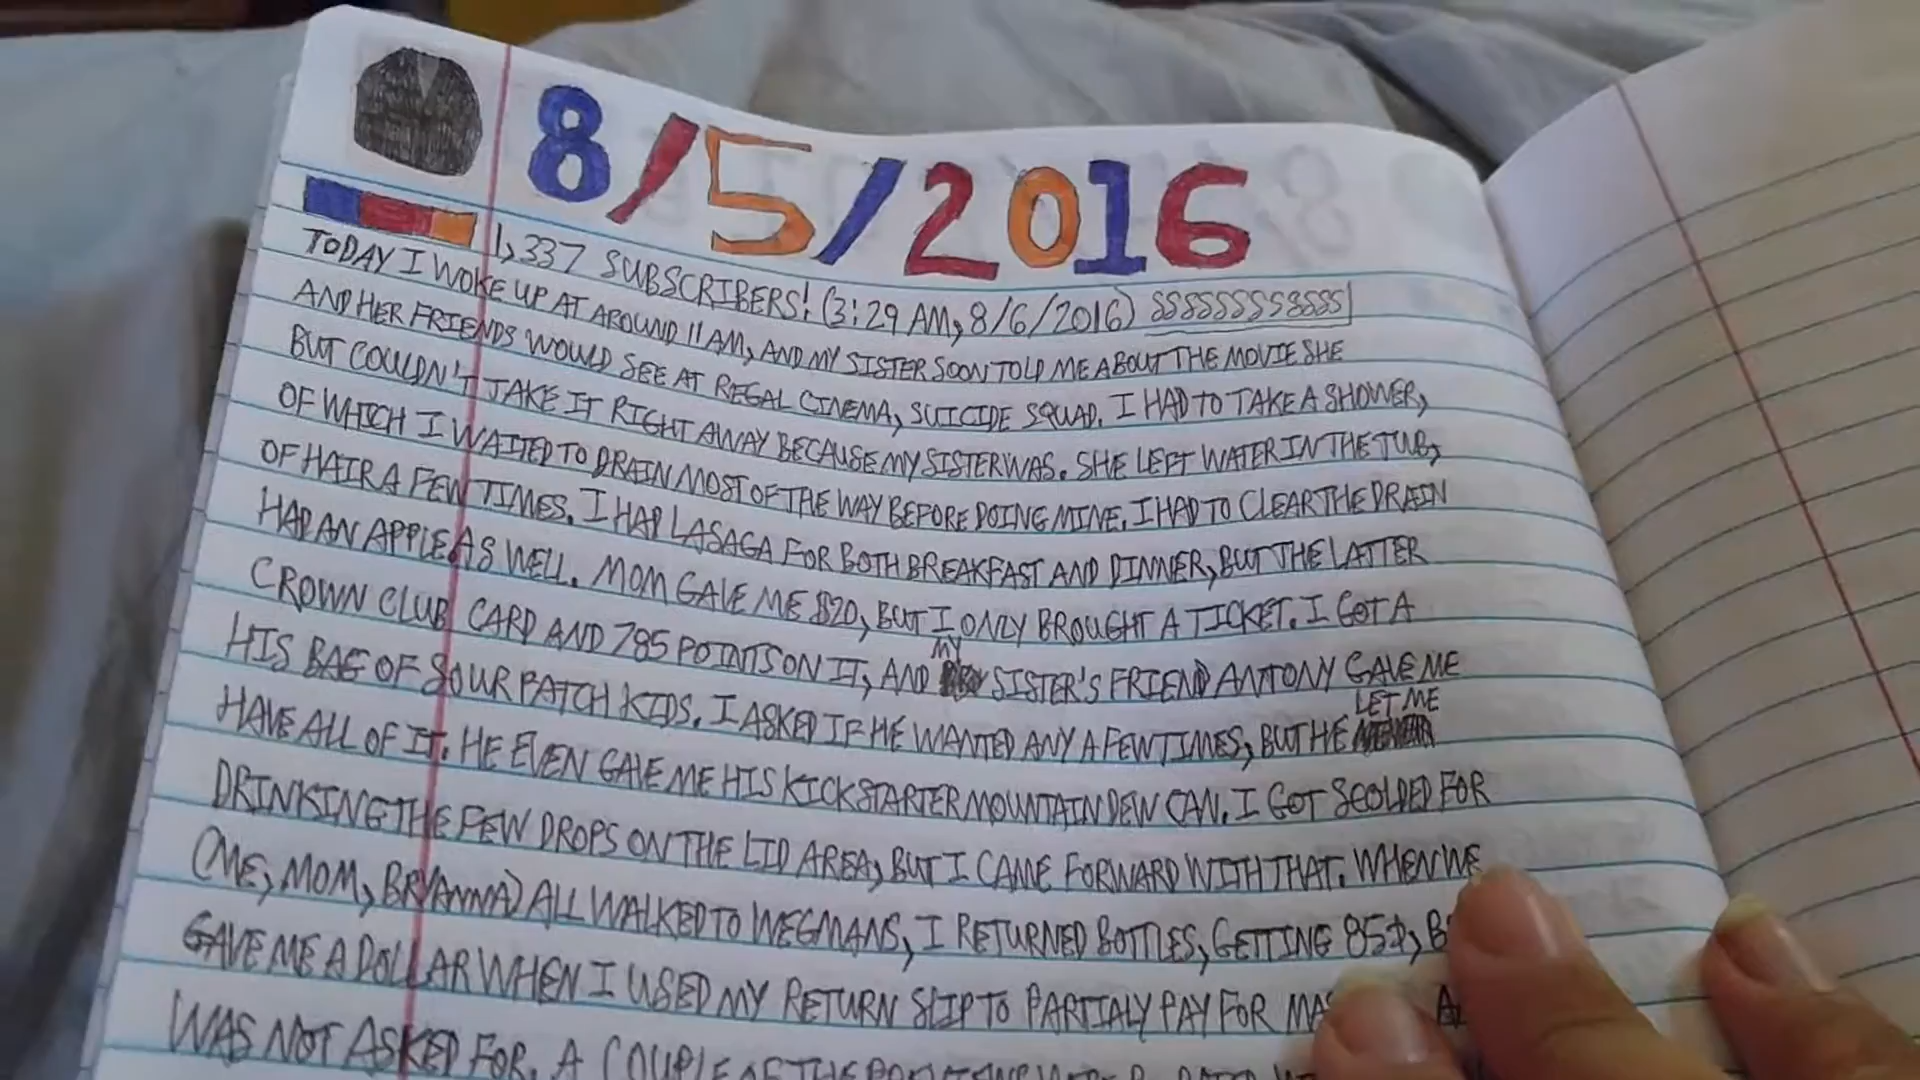 8/5/2016
1,337 SUBSCRIBERS! (3:29 AM, 8/6/2016) SSSSSSSSSSSSS
TODAY I WOKE UP AT AROUND 11 AM, AND MY SISTER SOON TOLD ME ABOUT THE MOVIE SHE
AND HER FRIENDS WOULD SEE AT REGAL CINEMA, SUICIDE SQUAD. I HAD TO TAKE A SHOWER,
BUT COULDN'T TAKE IT RIGHT AWAY BECAUSE MY SISTER WAS. SHE LEFT WATER IN THE TUB,
OF WHICH I WAITED TO DRAIN MOST OF THE WAY BEFORE DOING MINE. I HAD TO CLEAR THE DRAIN
OF HAIR A FEW TIMES. I HAD LASAGA FOR BOTH BREAKFAST AND DINNER, BUT THE LATTER
HAD AN APPLE AS WELL. MOM GAVE ME $20, BUT I ONLY BROUGHT A TICKET. I GOT A
CROWN CLUB CARD AND 785 POINTS ON IT, AND MY SISTER'S FRIEND ANTONY GAVE ME
HIS BAG OF SOUR PATCH KIDS. I ASKED IF HE WANTED ANY A FEW TIMES, BUT HE LET ME
HAVE ALL OF IT. HE EVEN GAVE ME HIS KICKSTARTER MOUNTAIN DEW CAN. I GOT SCOLDED FOR
DRINKING THE FEW DROPS ON THE LID AREA, BUT I CAME FORWARD WITH THAT. WHEN WE
(ME, MOM, BRYANNA) ALL WALKED TO WEGMANS, I RETURNED BOTTLES, GETTING 85¢,
GAVE ME A DOLLAR WHEN I USED MY RETURN SLIP TO PARTIALY PAY FOR
WAS NOT ASKED FOR. A COUPLE OF THE